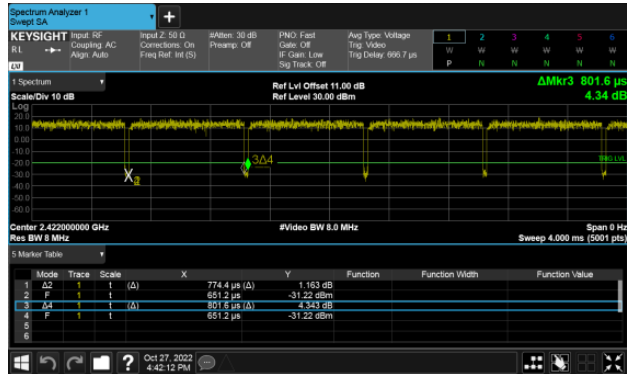 Spectrum Analyzer 1
Swept SA
+
KEYSIGHT Input: RF Input Z: 50 Ω #Atten: 30 dB PNO: Fast Avg Type: Voltage 1 2 3 4 5 6
RL Coupling: AC Corrections: On Preamp: Off Gate: Off Trig: Video W W W W W W
Align: Auto Freq Ref: Int (S) IF Gain: Low Trig Delay: 666.7 µs P N N N N N
Sig Track: Off
LXI
1 Spectrum
Ref Lvl Offset 11.00 dB ΔMkr3 801.6 µs
Scale/Div 10 dB Ref Level 30.00 dBm 4.34 dB
Log
20.0
10.0
0.00
-10.0
-20.0 TRIG LVL
3Δ4
-30.0
-40.0
-50.0
-60.0
Center 2.422000000 GHz #Video BW 8.0 MHz Span 0 Hz
Res BW 8 MHz Sweep 4.000 ms (5001 pts)
5 Marker Table
Mode Trace Scale X Y Function Function Width Function Value
1 Δ2 1 t (Δ) 774.4 µs (Δ) 1.163 dB
2 F 1 t 651.2 µs -31.22 dBm
3 Δ4 1 t (Δ) 801.6 µs (Δ) 4.343 dB
4 F 1 t 651.2 µs -31.22 dBm
5
6
? Oct 27, 2022
4:42:12 PM